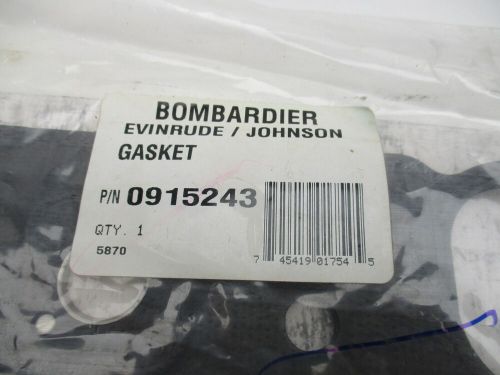 BOMBARDIER
EVINRUDE / JOHNSON
GASKET
P/N 0915243
QTY. 1
5870
7 45419 01754 5